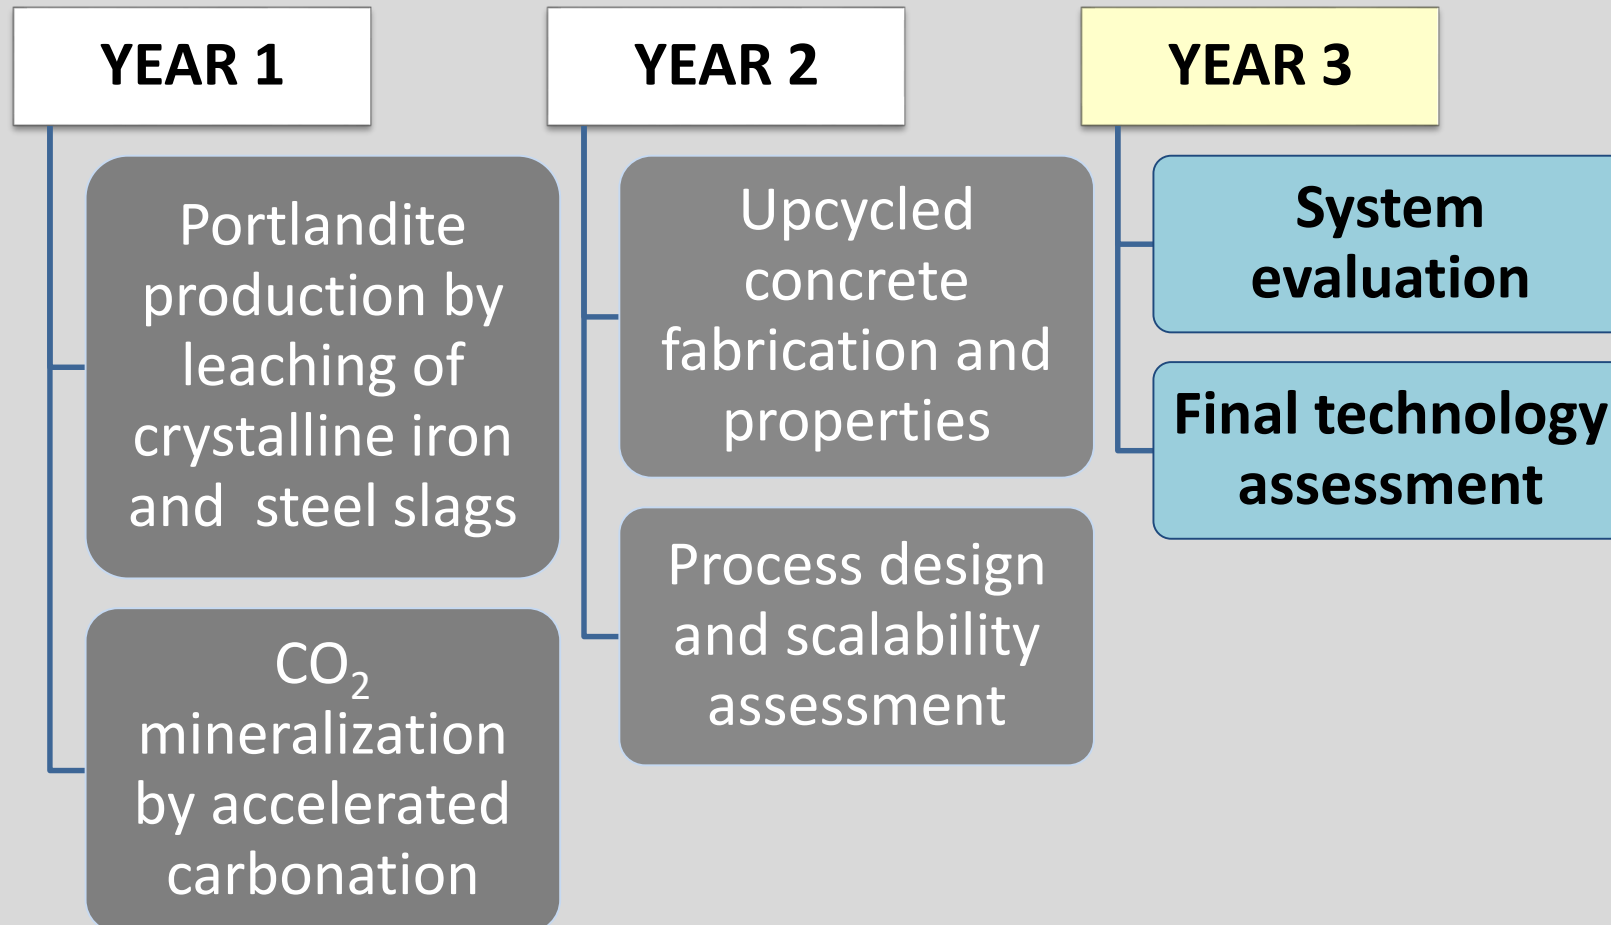 YEAR 1
Portlandite
production by
leaching of
crystalline iron
and  steel slags
CO₂
mineralization
by accelerated
carbonation
YEAR 2
Upcycled
concrete
fabrication and
properties
Process design
and scalability
assessment
YEAR 3
System
evaluation
Final technology
assessment